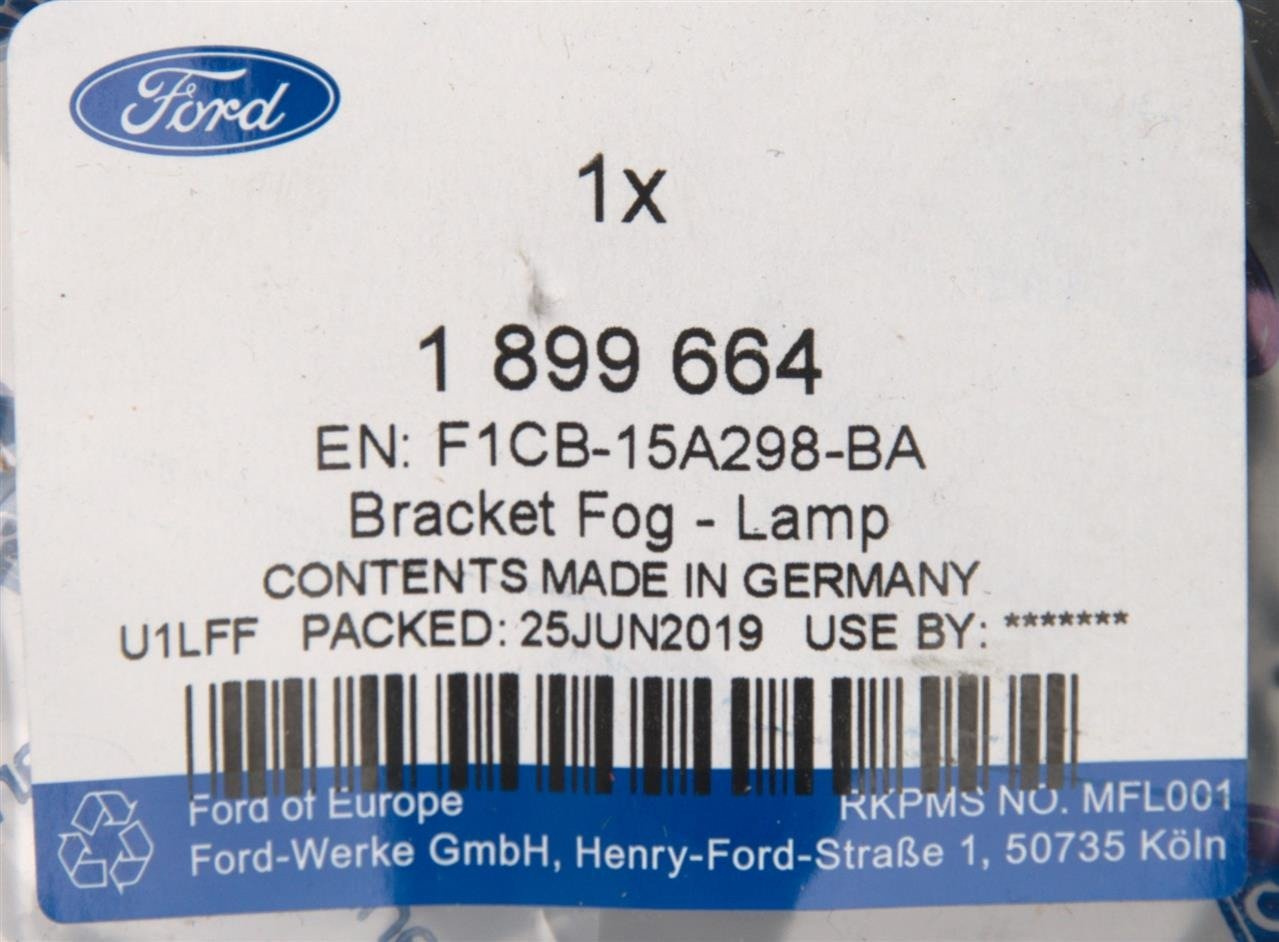 Ford
1x
1 899 664
EN: F1CB-15A298-BA
Bracket Fog - Lamp
CONTENTS MADE IN GERMANY
U1LFF PACKED: 25JUN2019 USE BY: *******
Ford of Europe RKPMS NO. MFL001
Ford-Werke GmbH, Henry-Ford-Straße 1, 50735 Köln